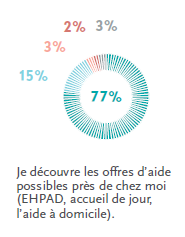 2% 3%
3%
15%
77%
Je découvre les offres d'aide
possibles près de chez moi
(EHPAD, accueil de jour,
l'aide à domicile).